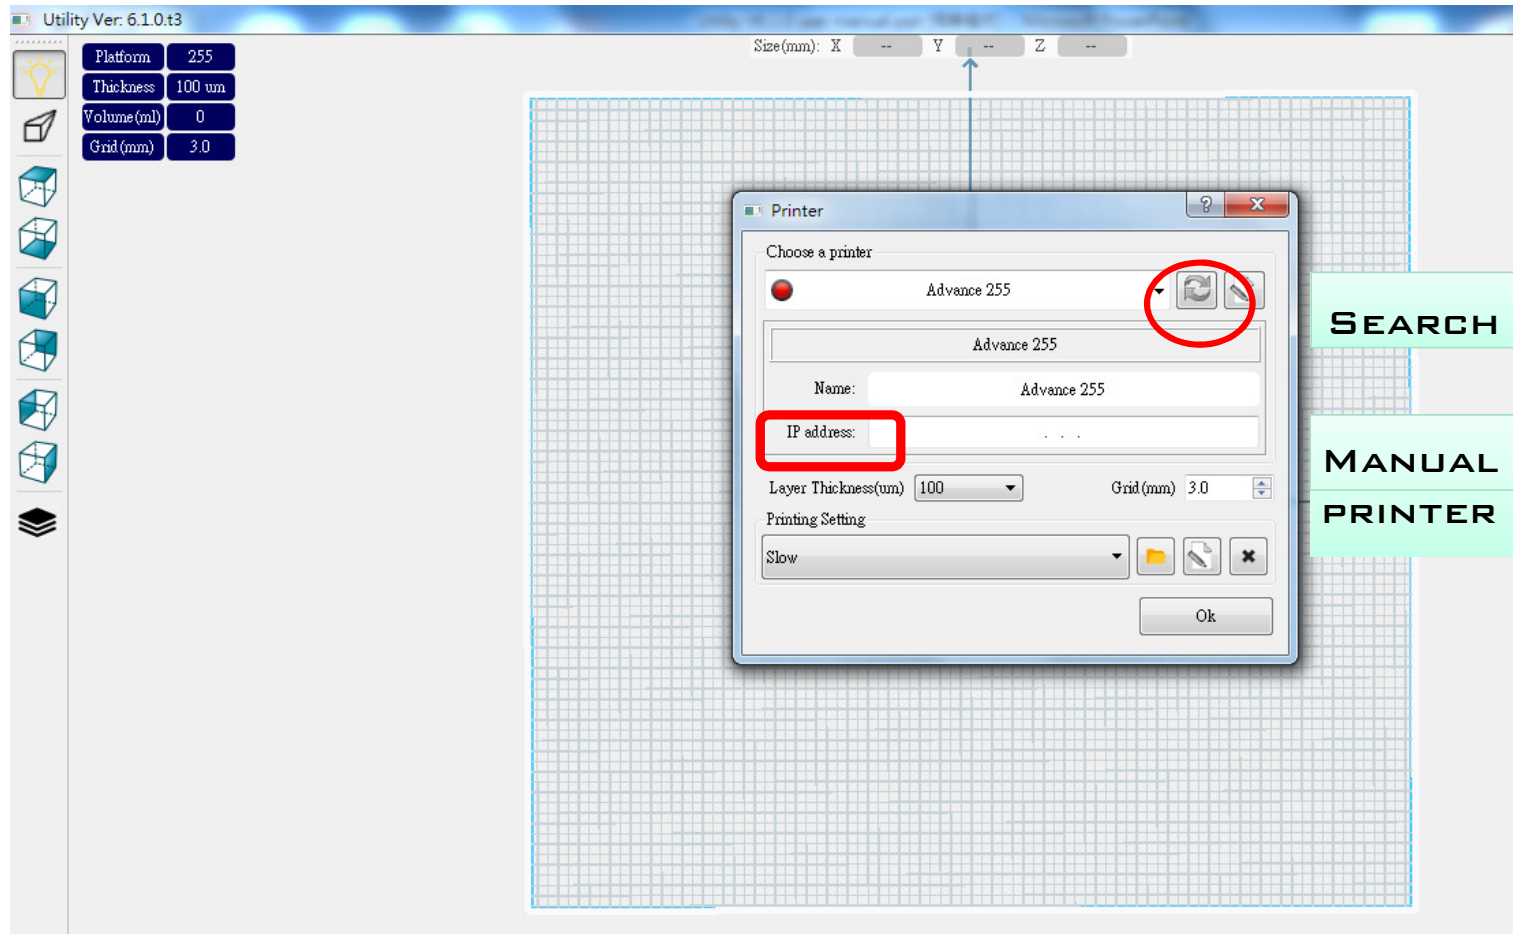 Utility Ver: 6.1.0.t3
Platform 255
Thickness 100 um
Volume(ml) 0
Grid(mm) 3.0
Size(mm): X -- Y -- Z --
Printer
?
X
Choose a printer
Advance 255
Advance 255
Name: Advance 255
IP address: . . .
Layer Thickness(um) 100 Grid(mm) 3.0
Printing Setting
Slow
Ok
SEARCH
MANUAL
PRINTER